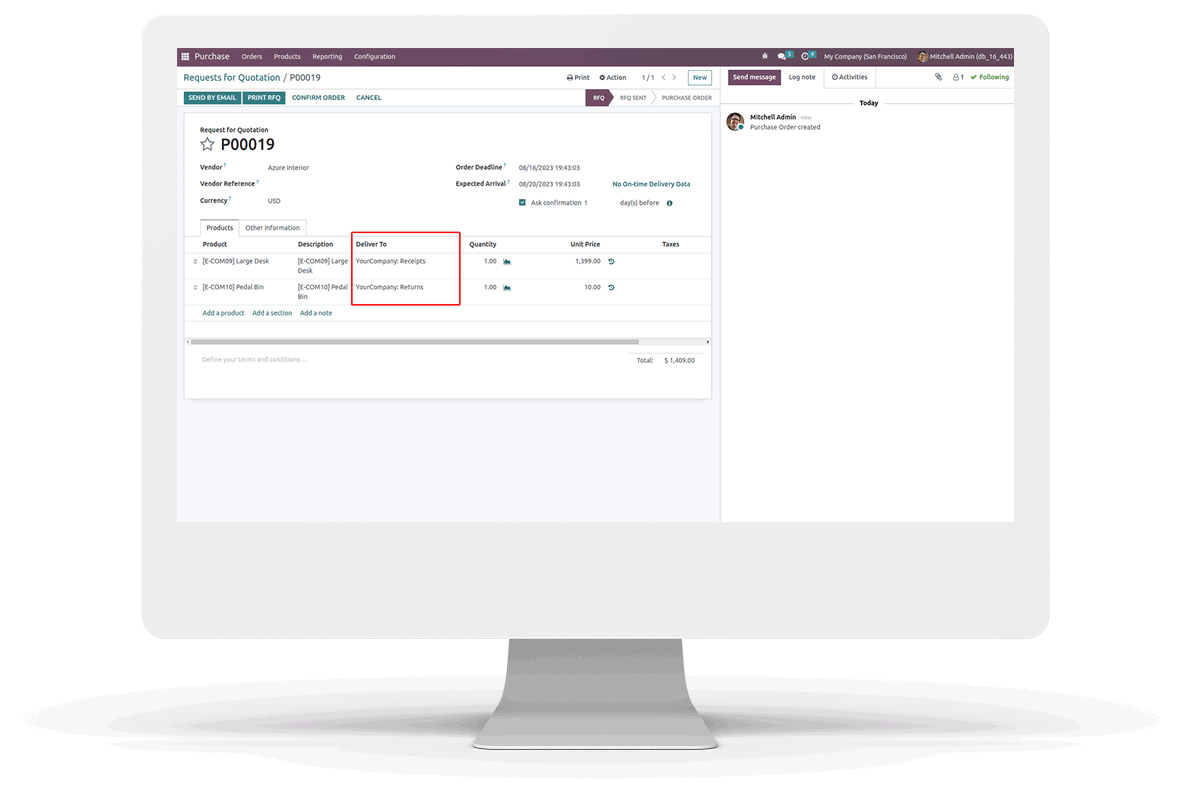 Purchase Orders Products Reporting Configuration 5 4 My Company (San Francisco) Mitchell Admin (db_16_443)
Requests for Quotation / P00019 Print Action 1 / 1 New
SEND BY EMAIL PRINT RFQ CONFIRM ORDER CANCEL RFQ RFQ SENT PURCHASE ORDER
Request for Quotation
P00019
Vendor ? Azure Interior
Vendor Reference ?
Currency ? USD
Order Deadline ? 08/16/2023 19:43:03
Expected Arrival ? 08/20/2023 19:43:03 No On-time Delivery Data
Ask confirmation 1 day(s) before
Products Other Information
Product Description Deliver To Quantity Unit Price Taxes
[E-COM09] Large Desk [E-COM09] Large YourCompany: Receipts 1.00 1,399.00
Desk
[E-COM10] Pedal Bin [E-COM10] Pedal YourCompany: Returns 1.00 10.00
Bin
Add a product Add a section Add a note
Define your terms and conditions ...
Total: $ 1,409.00
Send message Log note Activities 1 Following
Today
Mitchell Admin - now
Purchase Order created